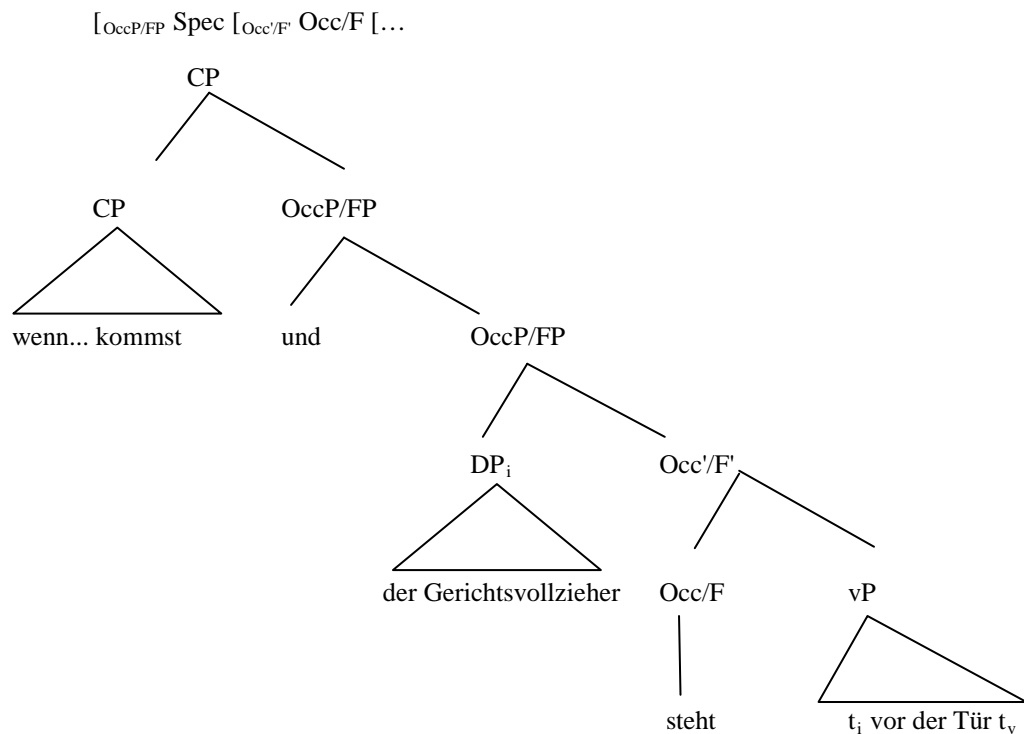 [OccP/FP Spec [Occ'/F' Occ/F […
CP
CP OccP/FP
wenn... kommst und OccP/FP
DPi Occ'/F'
der Gerichtsvollzieher Occ/F vP
steht ti vor der Tür tv